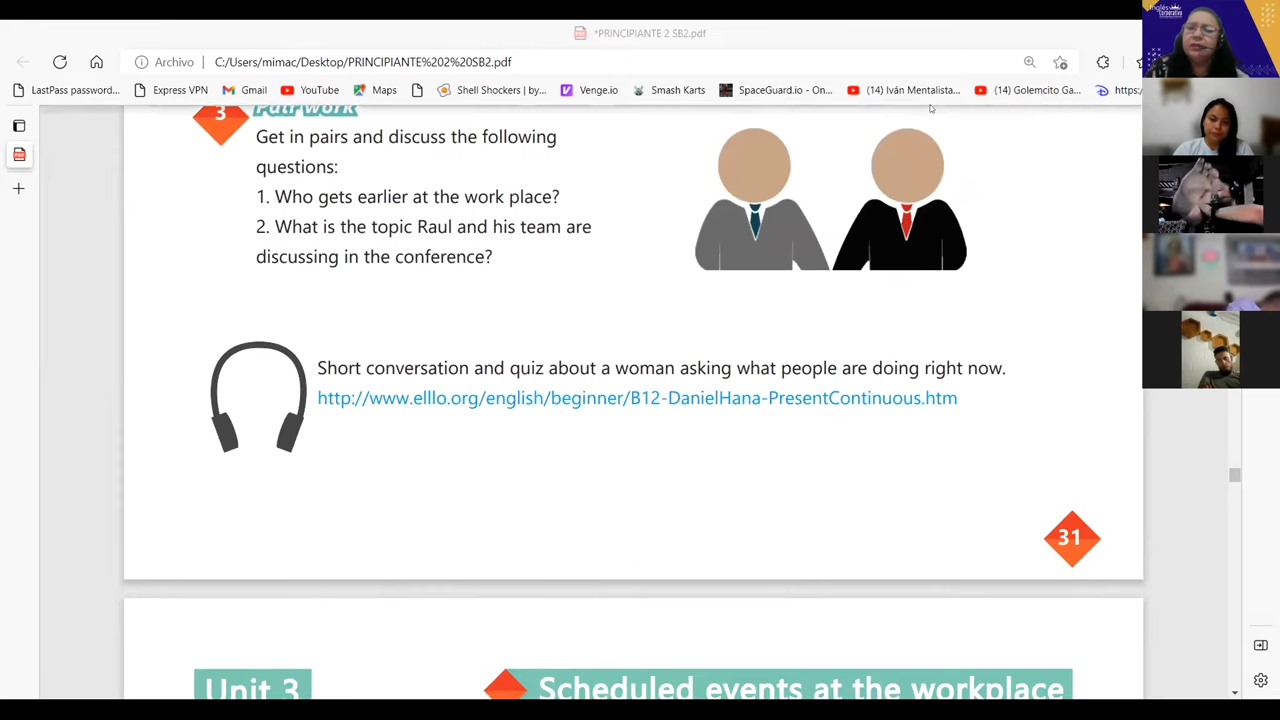 *PRINCIPIANTE 2 SB2.pdf
Archivo C:/Users/mimac/Desktop/PRINCIPIANTE%202%20SB2.pdf
LastPass password... Express VPN Gmail YouTube Maps Shell Shockers | by... Venge.io Smash Karts SpaceGuard.io - On... (14) Iván Mentalista... (14) Golemcito Ga... https:
3 Pair work
Get in pairs and discuss the following
questions:
1. Who gets earlier at the work place?
2. What is the topic Raul and his team are
discussing in the conference?
Short conversation and quiz about a woman asking what people are doing right now.
http://www.elllo.org/english/beginner/B12-DanielHana-PresentContinuous.htm
31
Unit 3 Scheduled events at the workplace
Inglés
corporativo